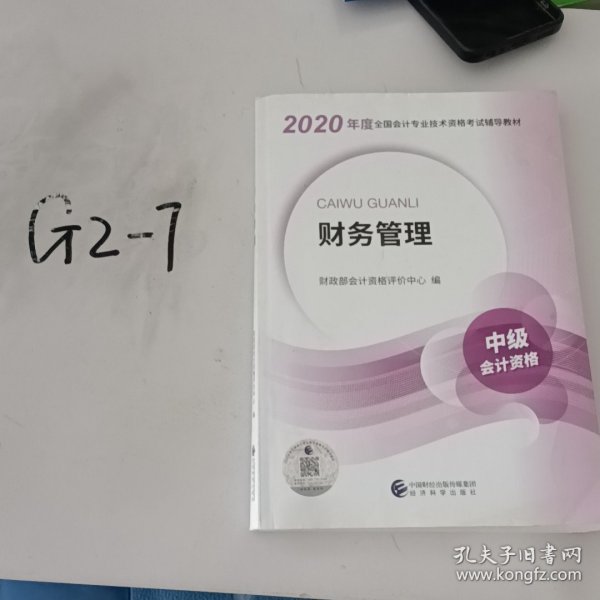 2020年度全国会计专业技术资格考试辅导教材
CAIWU GUANLI
财务管理
财政部会计资格评价中心 编
G2-7
中级
会计资格
中国财经出版传媒集团
经济科学出版社
孔夫子旧书网
www.kongfz.com